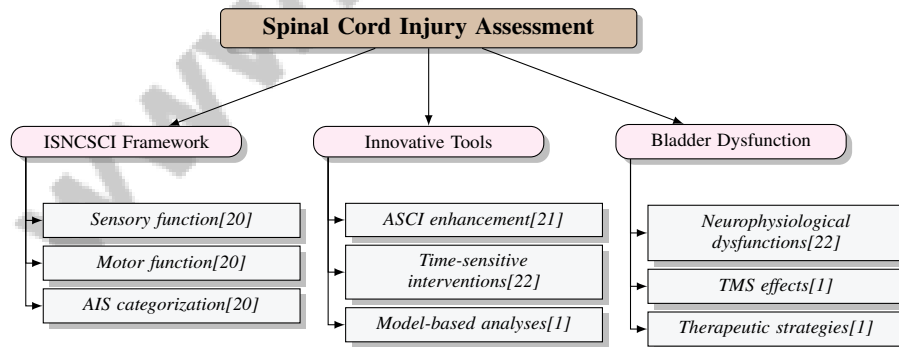 Spinal Cord Injury Assessment
ISNCSCI Framework
Sensory function[20]
Motor function[20]
AIS categorization[20]
Innovative Tools
ASCI enhancement[21]
Time-sensitive
interventions[22]
Model-based analyses[1]
Bladder Dysfunction
Neurophysiological
dysfunctions[22]
TMS effects[1]
Therapeutic strategies[1]